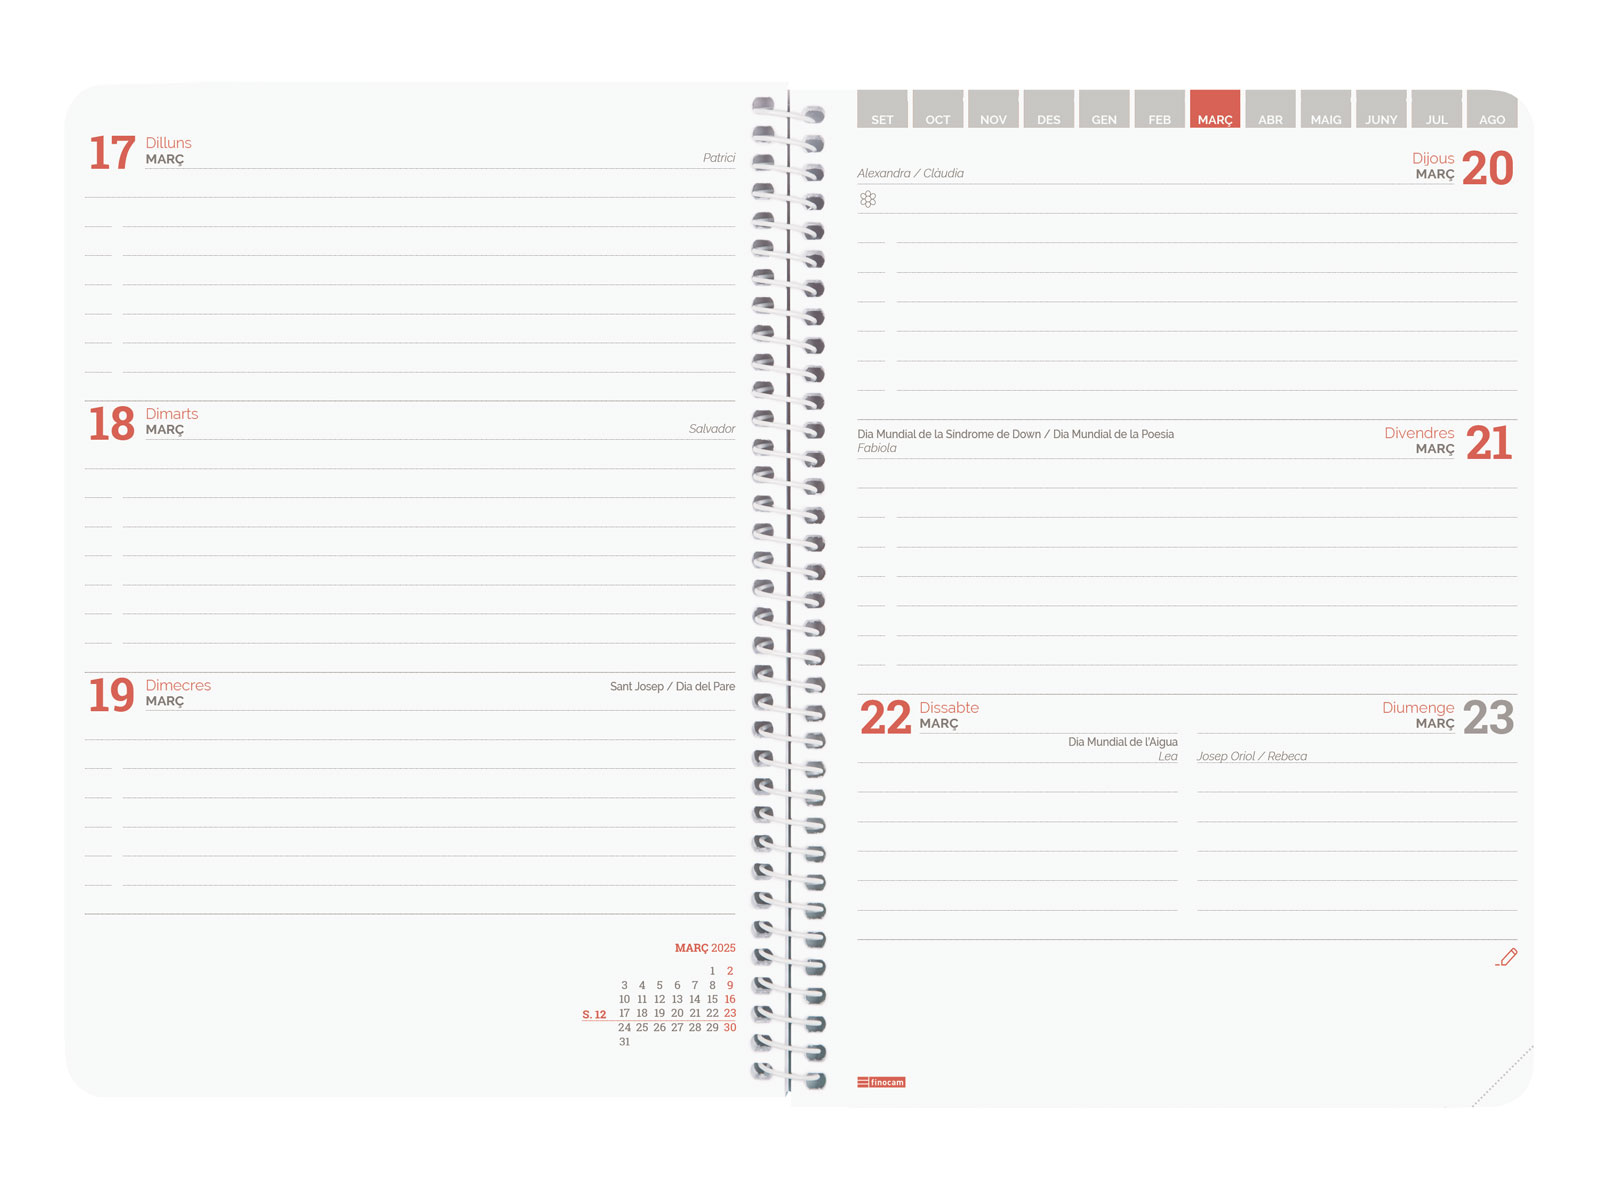 17 Dilluns
MARÇ
Patrici
18 Dimarts
MARÇ
Salvador
19 Dimecres
MARÇ
Sant Josep / Dia del Pare
MARÇ 2025
1 2
3 4 5 6 7 8 9
10 11 12 13 14 15 16
S. 12 17 18 19 20 21 22 23
24 25 26 27 28 29 30
31
SET OCT NOV DES GEN FEB MARÇ ABR MAIG JUNY JUL AGO
Dijous 20
MARÇ
Alexandra / Clàudia
Dia Mundial de la Síndrome de Down / Dia Mundial de la Poesia
Fabiola
Divendres 21
MARÇ
22 Dissabte
MARÇ
Dia Mundial de l'Aigua
Lea
Diumenge 23
MARÇ
Josep Oriol / Rebeca
finocam